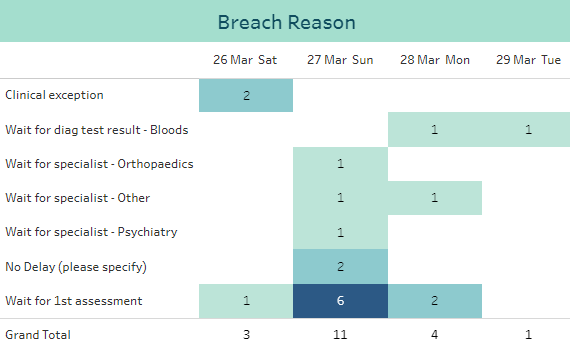 Breach Reason
26 Mar Sat 27 Mar Sun 28 Mar Mon 29 Mar Tue
Clinical exception 2
Wait for diag test result - Bloods 1 1
Wait for specialist - Orthopaedics 1
Wait for specialist - Other 1 1
Wait for specialist - Psychiatry 1
No Delay (please specify) 2
Wait for 1st assessment 1 6 2
Grand Total 3 11 4 1